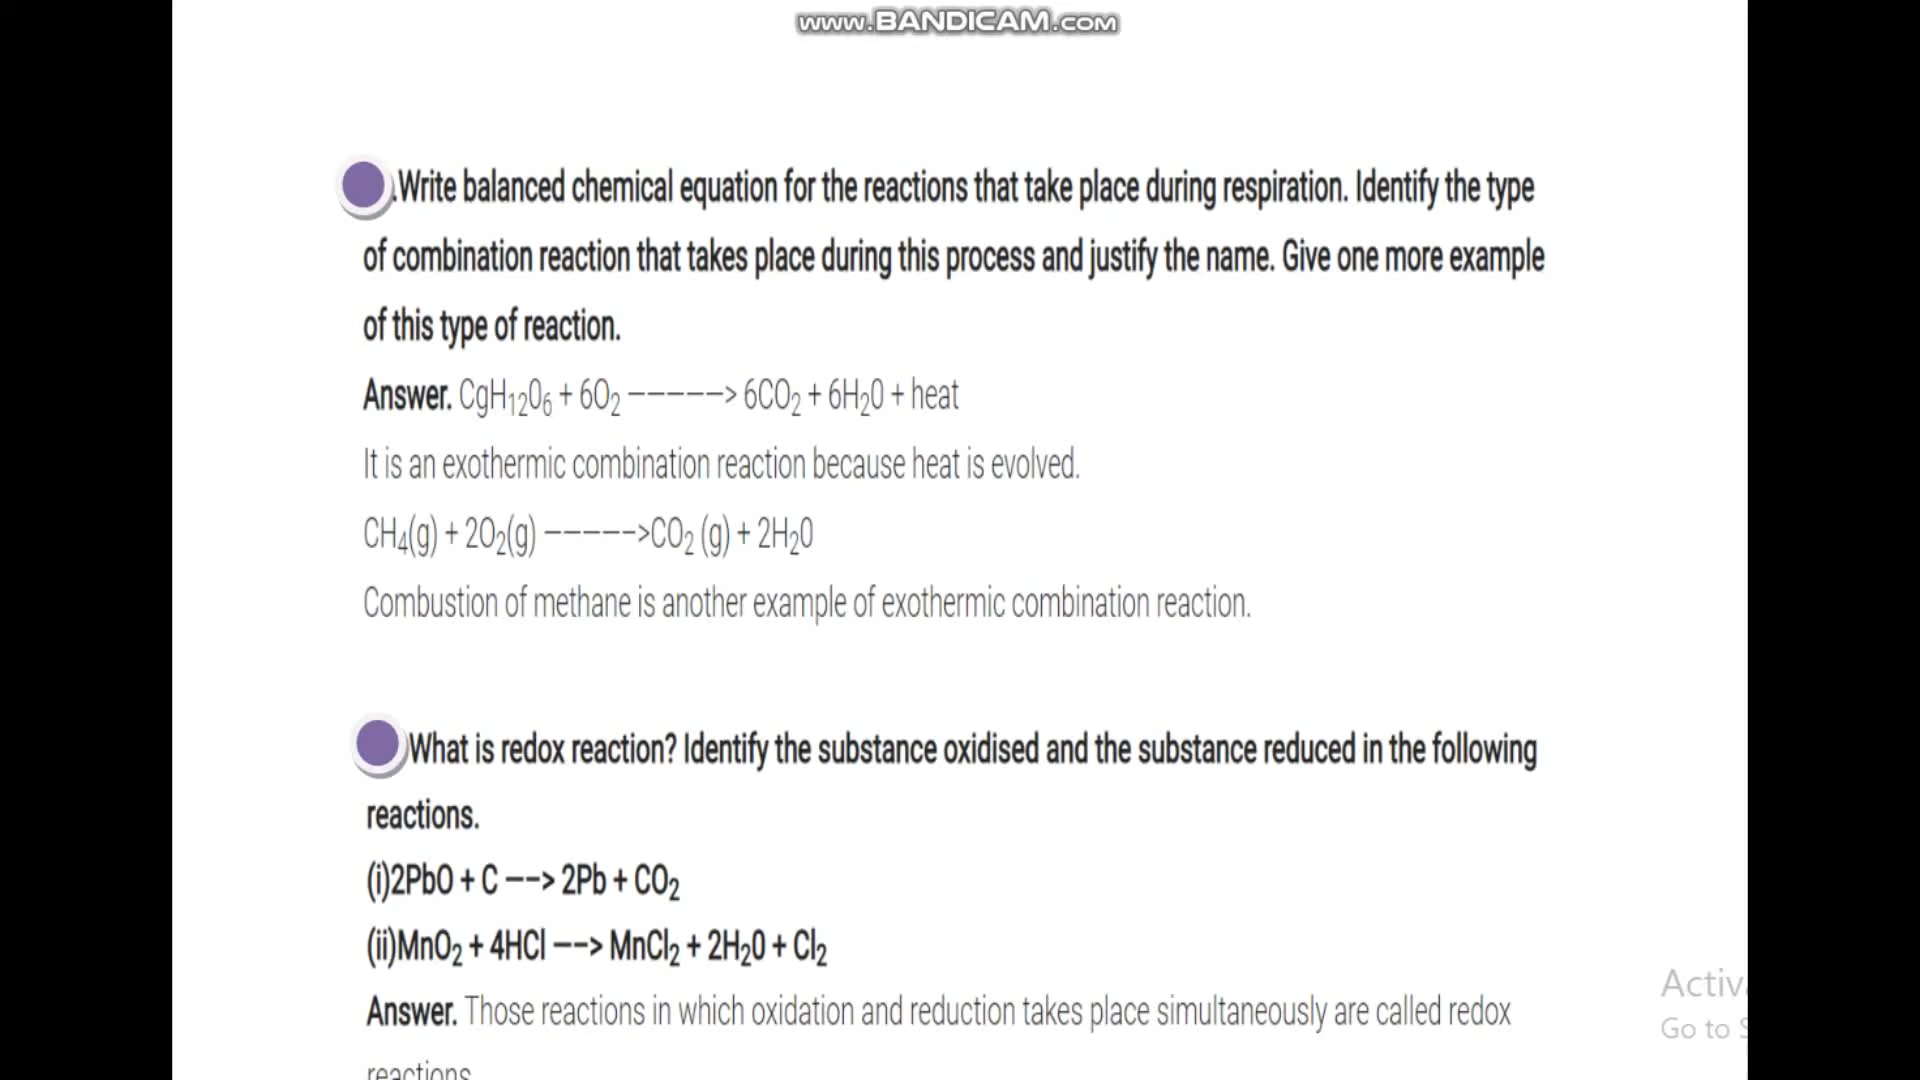 www.BANDICAM.com
.Write balanced chemical equation for the reactions that take place during respiration. Identify the type
of combination reaction that takes place during this process and justify the name. Give one more example
of this type of reaction.
Answer. CgH₁₂O₆ + 6O₂ −−−−−> 6CO₂ + 6H₂O + heat
It is an exothermic combination reaction because heat is evolved.
CH₄(g) + 2O₂(g) −−−−−>CO₂ (g) + 2H₂O
Combustion of methane is another example of exothermic combination reaction.
)What is redox reaction? Identify the substance oxidised and the substance reduced in the following
reactions.
(i)2PbO + C −−> 2Pb + CO₂
(ii)MnO₂ + 4HCl −−> MnCl₂ + 2H₂O + Cl₂
Answer. Those reactions in which oxidation and reduction takes place simultaneously are called redox
reactions
Activ
Go to S